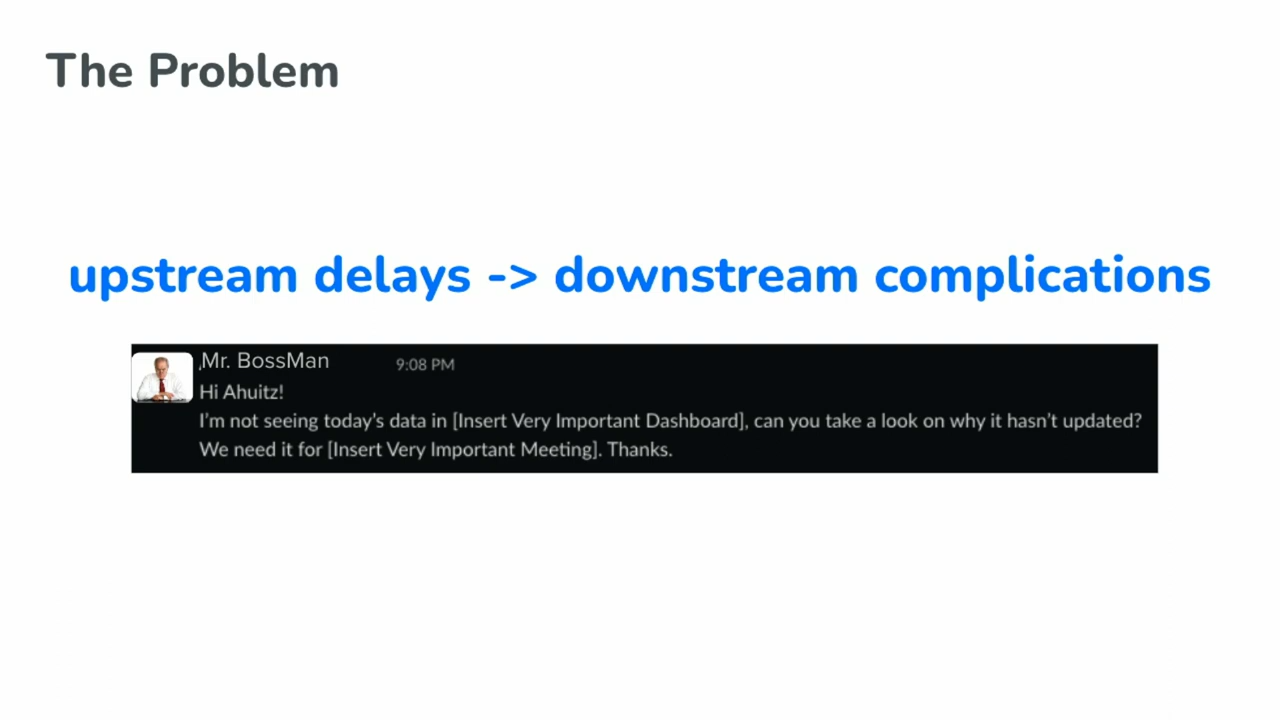 The Problem
upstream delays -> downstream complications
Mr. BossMan 9:08 PM
Hi Ahuitz!
I'm not seeing today's data in [Insert Very Important Dashboard], can you take a look on why it hasn't updated?
We need it for [Insert Very Important Meeting]. Thanks.